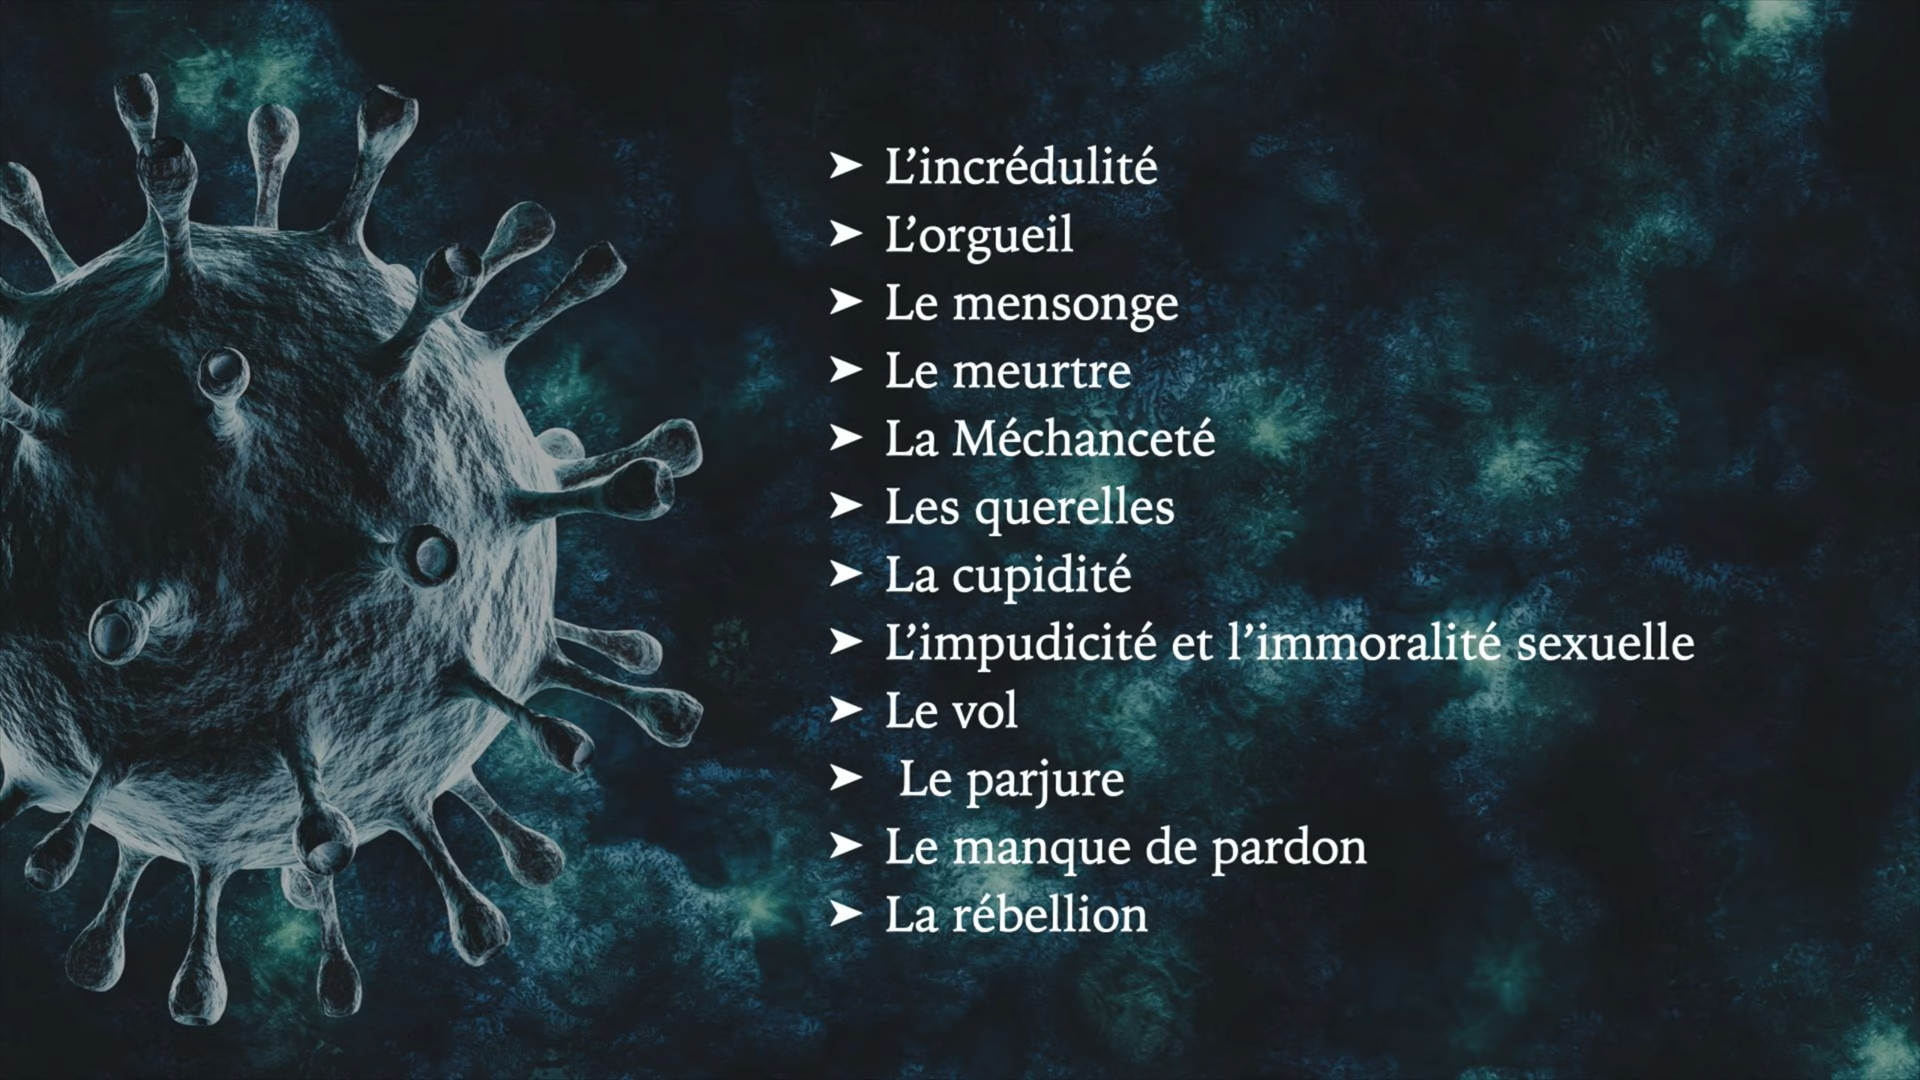 ➤ L’incrédulité
➤ L’orgueil
➤ Le mensonge
➤ Le meurtre
➤ La Méchanceté
➤ Les querelles
➤ La cupidité
➤ L’impudicité et l’immoralité sexuelle
➤ Le vol
➤ Le parjure
➤ Le manque de pardon
➤ La rébellion